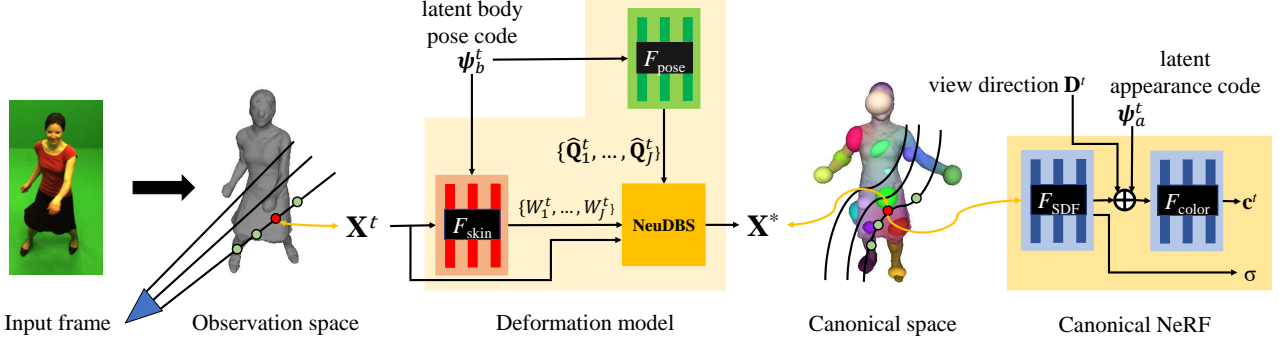 latent body
pose code
ψ_b^t
F_pose
latent
view direction D^t
appearance code
ψ_a^t
{Q̂_1^t, …, Q̂_J^t}
X^t
F_skin
{W_1^t, …, W_J^t}
NeuDBS
X^*
F_SDF
F_color
c^t
σ
Input frame
Observation space
Deformation model
Canonical space
Canonical NeRF